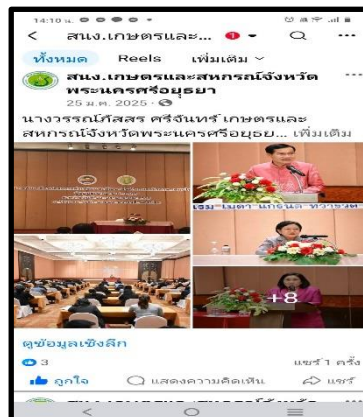 14:10 น.
สนง.เกษตรและ... 1
ทั้งหมด Reels เพิ่มเติม
สนง.เกษตรและสหกรณ์จังหวัด
พระนครศรีอยุธยา
25 ม.ค. 2025
นางวรรณ์ภัสสร ศรีจันทร์ เกษตรและ
สหกรณ์จังหวัดพระนครศรีอยุธย... เพิ่มเติม
+8
ดูข้อมูลเชิงลึก
3 แชร์ 1 ครั้ง
ถูกใจ แสดงความคิดเห็น แชร์